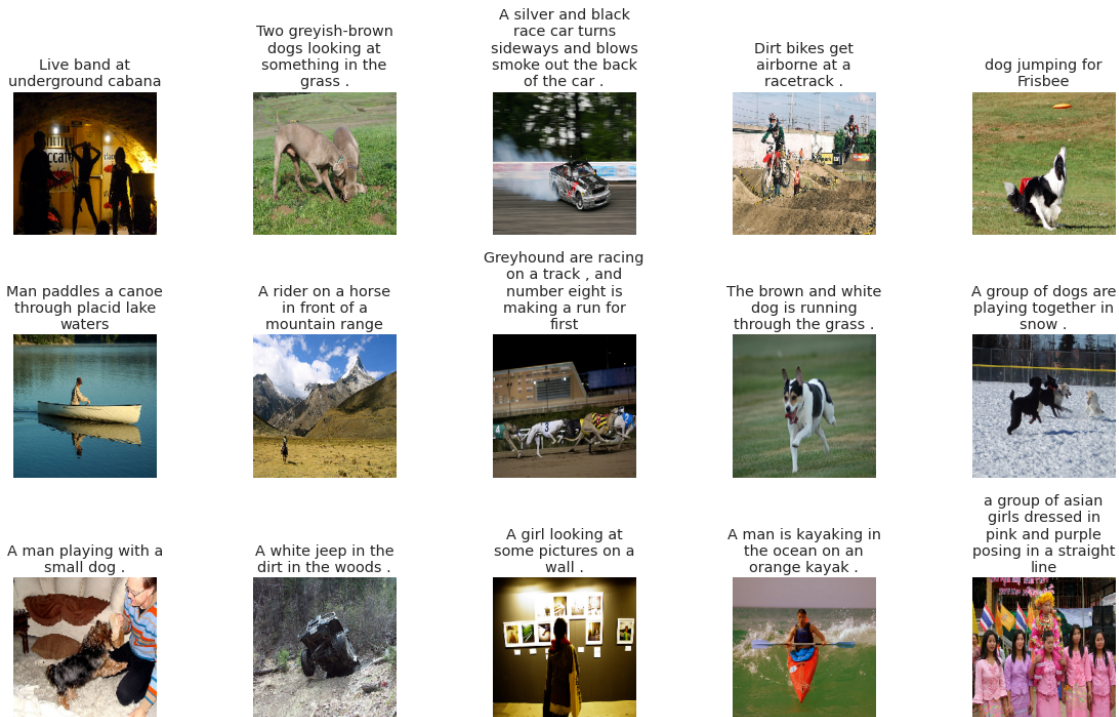 Live band at
underground cabana
Two greyish-brown
dogs looking at
something in the
grass .
A silver and black
race car turns
sideways and blows
smoke out the back
of the car .
Dirt bikes get
airborne at a
racetrack .
dog jumping for
Frisbee
Man paddles a canoe
through placid lake
waters
A rider on a horse
in front of a
mountain range
Greyhound are racing
on a track , and
number eight is
making a run for
first
The brown and white
dog is running
through the grass .
A group of dogs are
playing together in
snow .
A man playing with a
small dog .
A white jeep in the
dirt in the woods .
A girl looking at
some pictures on a
wall .
A man is kayaking in
the ocean on an
orange kayak .
a group of asian
girls dressed in
pink and purple
posing in a straight
line